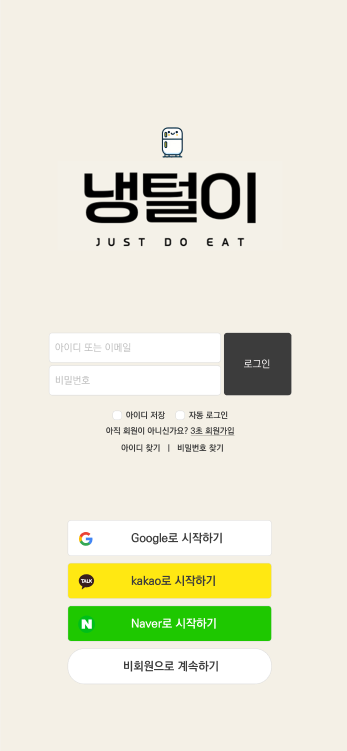 냉털이
JUST DO EAT
아이디 또는 이메일
로그인
비밀번호
아이디 저장 자동 로그인
아직 회원이 아니신가요? 3초 회원가입
아이디 찾기 | 비밀번호 찾기
Google로 시작하기
TALK kakao로 시작하기
N Naver로 시작하기
비회원으로 계속하기